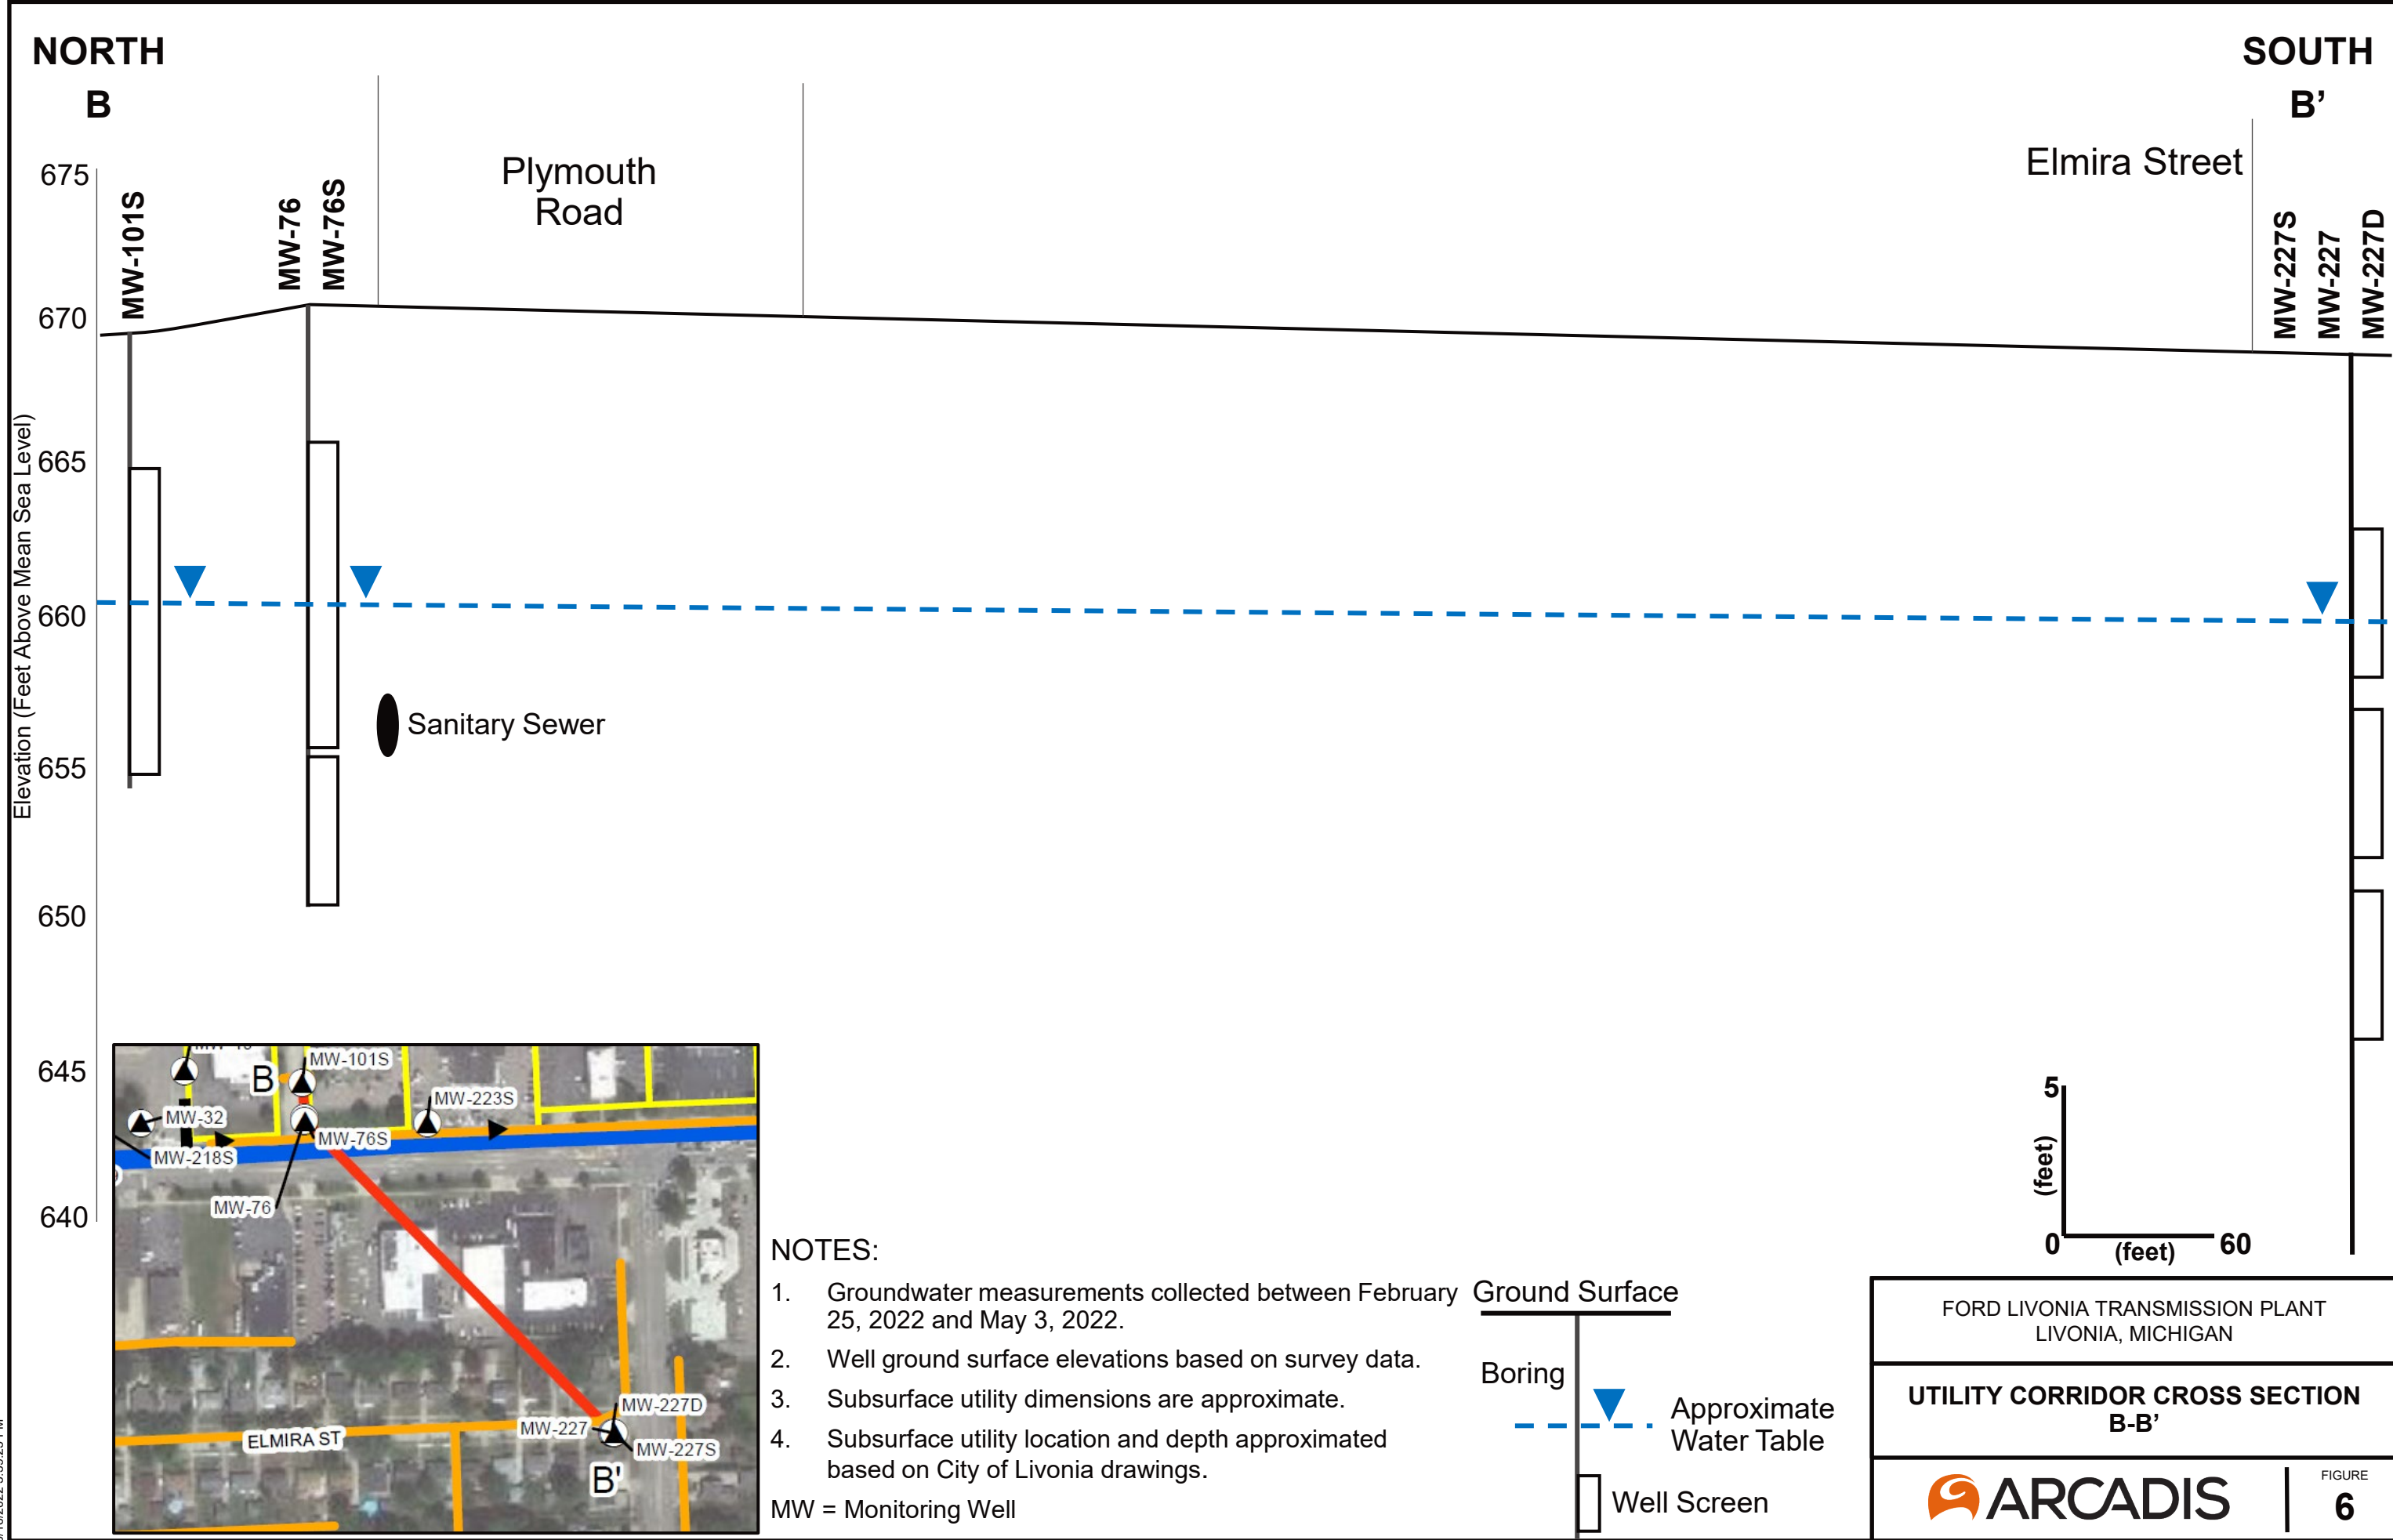 NORTH
B
SOUTH
B’
Plymouth
Road
Elmira Street
MW-101S
MW-76
MW-76S
MW-227S
MW-227
MW-227D
Elevation (Feet Above Mean Sea Level)
675
670
665
660
655
650
645
640
Sanitary Sewer
MW-101S
B
MW-223S
MW-32
MW-76S
MW-218S
MW-76
MW-227D
MW-227
ELMIRA ST
MW-227S
B'
NOTES:
1. Groundwater measurements collected between February
25, 2022 and May 3, 2022.
2. Well ground surface elevations based on survey data.
3. Subsurface utility dimensions are approximate.
4. Subsurface utility location and depth approximated
based on City of Livonia drawings.
MW = Monitoring Well
Ground Surface
Boring
Approximate
Water Table
Well Screen
5
(feet)
0
(feet)
60
FORD LIVONIA TRANSMISSION PLANT
LIVONIA, MICHIGAN
UTILITY CORRIDOR CROSS SECTION
B-B’
ARCADIS
FIGURE
6